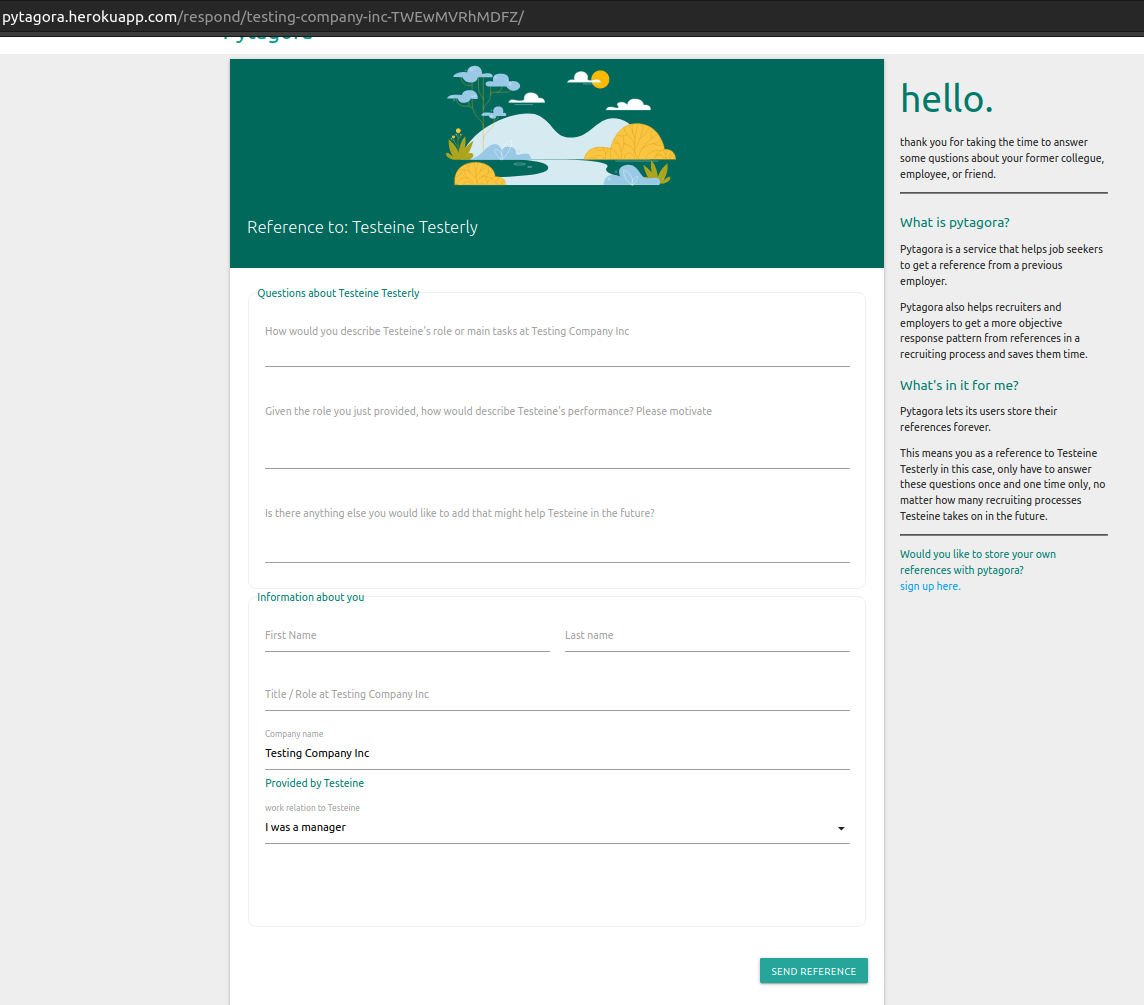 pytagora.herokuapp.com/respond/testing-company-inc-TWEwMVRhMDFZ/
Pytagora
Reference to: Testeine Testerly
Questions about Testeine Testerly
How would you describe Testeine's role or main tasks at Testing Company Inc
Given the role you just provided, how would describe Testeine's performance? Please motivate
Is there anything else you would like to add that might help Testeine in the future?
Information about you
First Name
Last name
Title / Role at Testing Company Inc
Company name
Testing Company Inc
Provided by Testeine
work relation to Testeine
I was a manager
SEND REFERENCE
hello.
thank you for taking the time to answer
some qustions about your former collegue,
employee, or friend.
What is pytagora?
Pytagora is a service that helps job seekers
to get a reference from a previous
employer.
Pytagora also helps recruiters and
employers to get a more objective
response pattern from references in a
recruiting process and saves them time.
What's in it for me?
Pytagora lets its users store their
references forever.
This means you as a reference to Testeine
Testerly in this case, only have to answer
these questions once and one time only, no
matter how many recruiting processes
Testeine takes on in the future.
Would you like to store your own
references with pytagora?
sign up here.